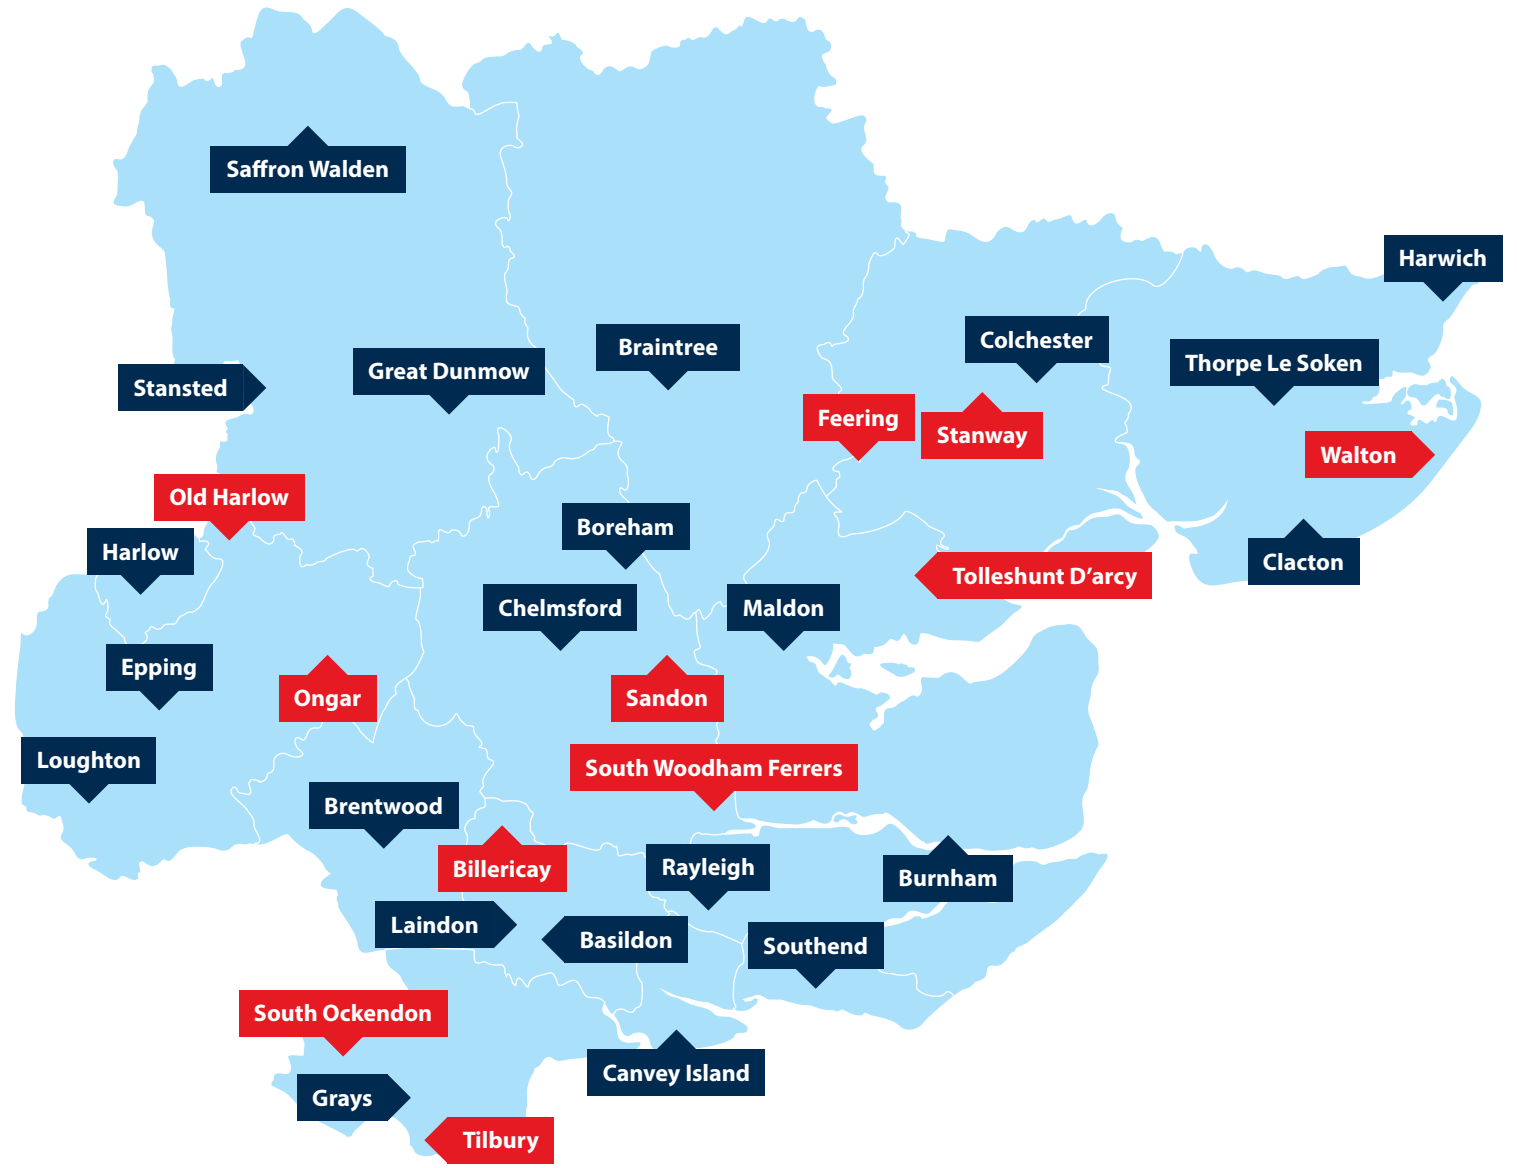 Saffron Walden
Harwich
Colchester
Braintree
Thorpe Le Soken
Great Dunmow
Stansted
Feering
Stanway
Walton
Old Harlow
Boreham
Harlow
Clacton
Tolleshunt D’arcy
Chelmsford
Maldon
Epping
Ongar
Sandon
Loughton
South Woodham Ferrers
Brentwood
Billericay
Rayleigh
Burnham
Laindon
Basildon
Southend
South Ockendon
Canvey Island
Grays
Tilbury